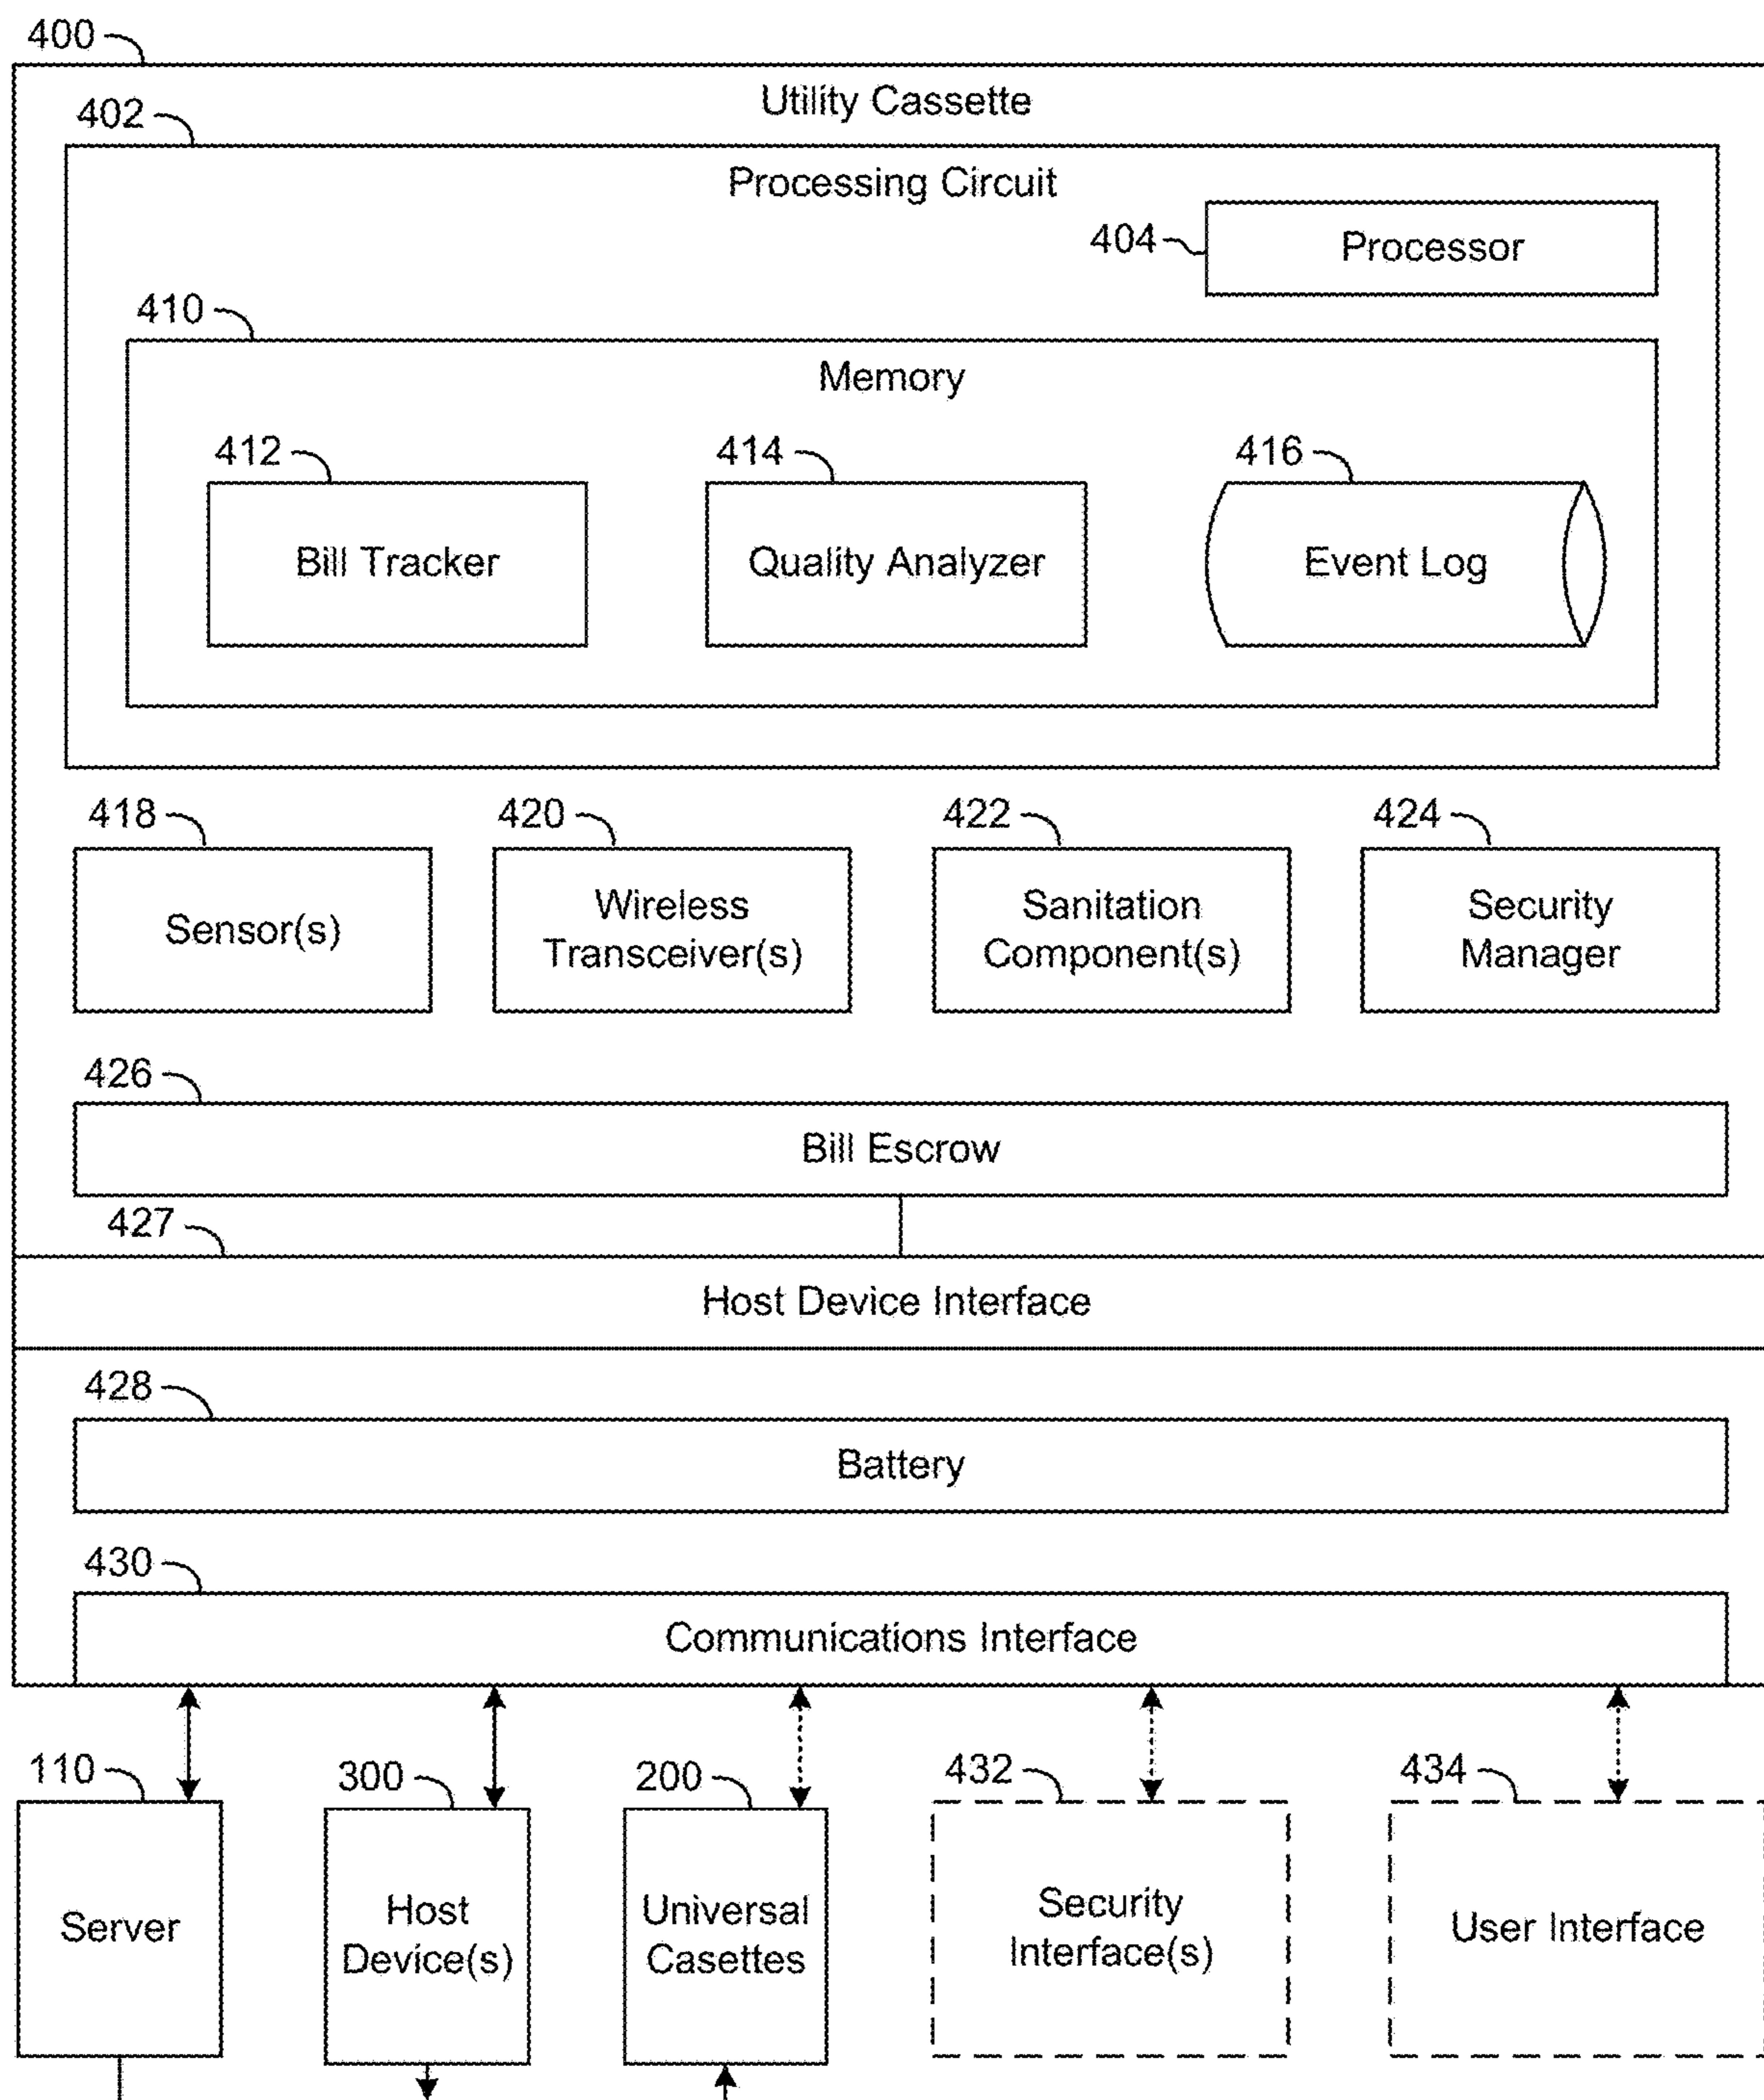 400
Utility Cassette
402
Processing Circuit
404
Processor
410
Memory
412
414
416
Bill Tracker
Quality Analyzer
Event Log
418
420
422
424
Sensor(s)
Wireless
Transceiver(s)
Sanitation
Component(s)
Security
Manager
426
Bill Escrow
427
Host Device Interface
428
Battery
430
Communications Interface
110
300
200
432
434
Server
Host
Device(s)
Universal
Casettes
Security
Interface(s)
User Interface